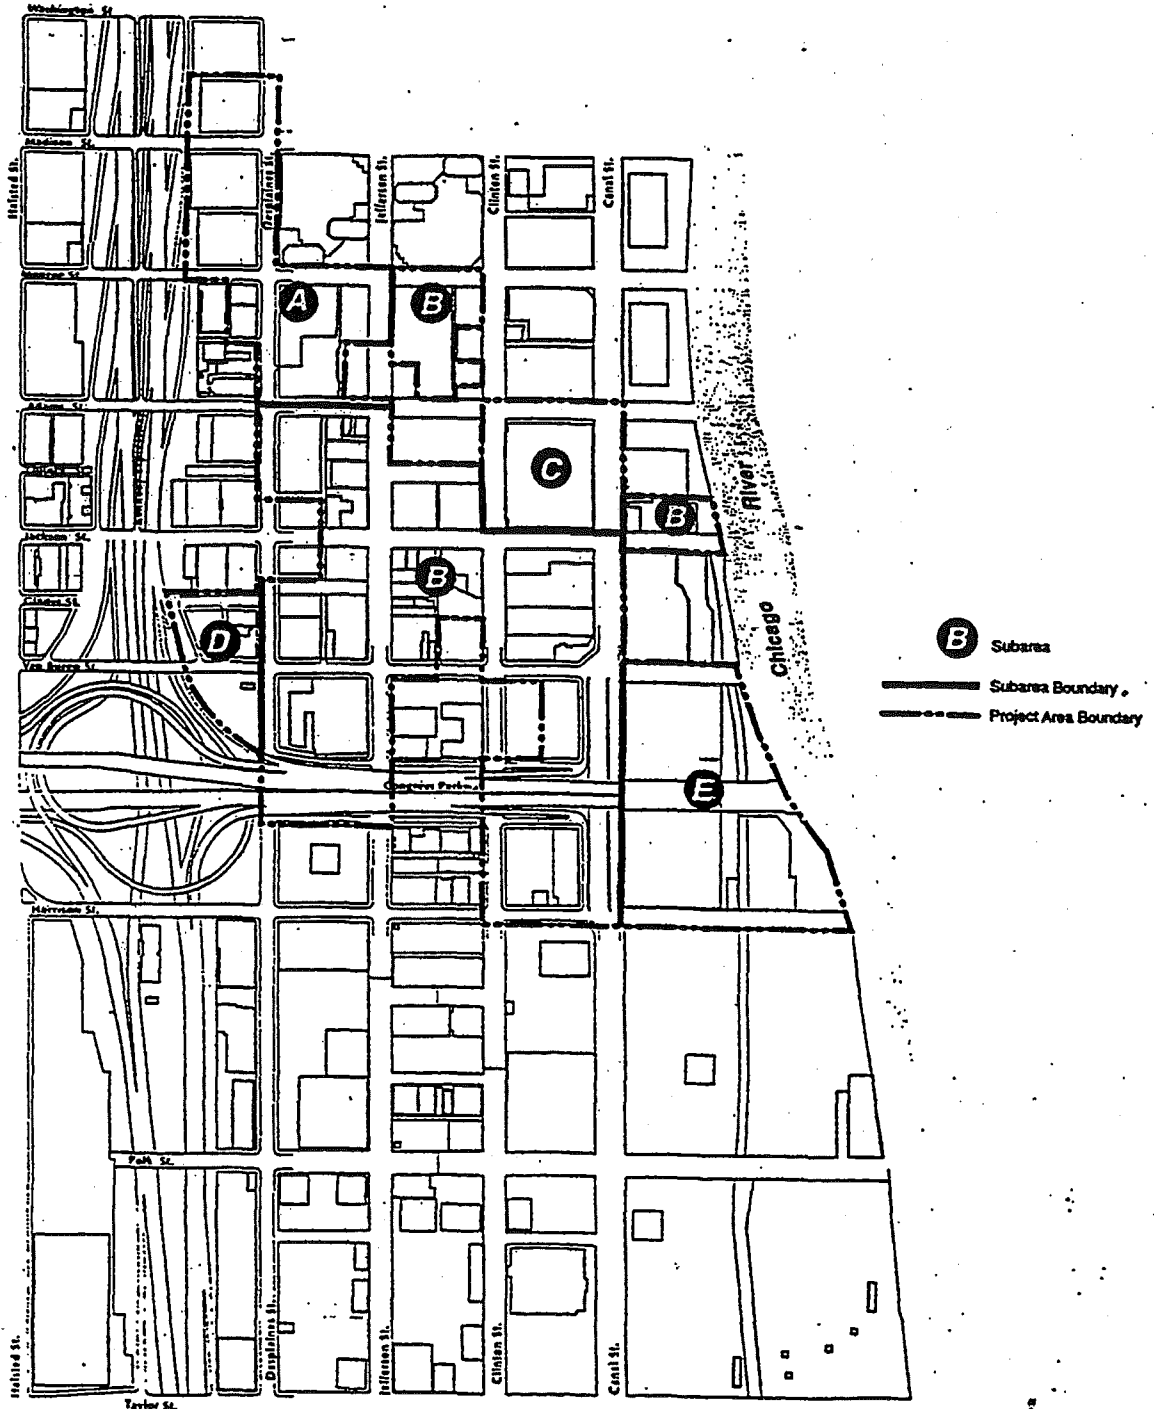 Washington St.
Madison St.
Halsted St.
Desplaines St.
Jefferson St.
Clinton St.
Canal St.
Monroe St.
A
B
Adams St.
C
River
B
Jackson St.
B
Chicago
D
Van Buren St.
B Subarea
Subarea Boundary
Project Area Boundary
Congress Parkway
E
Harrison St.
Polk St.
Halsted St.
Desplaines St.
Jefferson St.
Clinton St.
Canal St.
Taylor St.